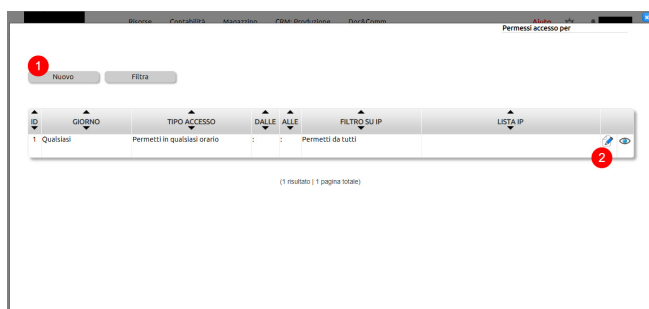 Risorse Contabilità Magazzino CRM: Produzione Doc&Comm Aiuto
Permessi accesso per
1
Nuovo Filtra
ID GIORNO TIPO ACCESSO DALLE ALLE FILTRO SU IP LISTA IP
1 Qualsiasi Permetti in qualsiasi orario : : Permetti da tutti
2
(1 risultato | 1 pagina totale)